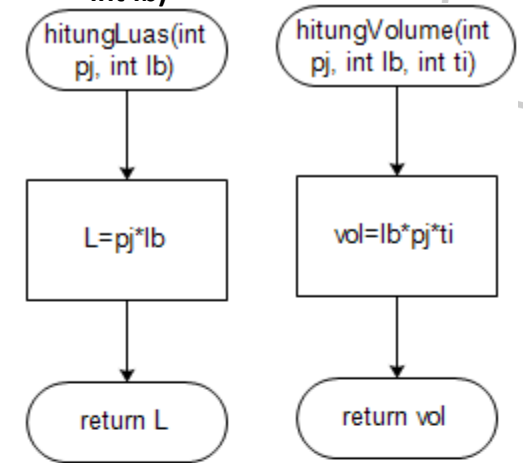 hitungLuas(int
pj, int lb)
L=pj*lb
return L
hitungVolume(int
pj, int lb, int ti)
vol=lb*pj*ti
return vol